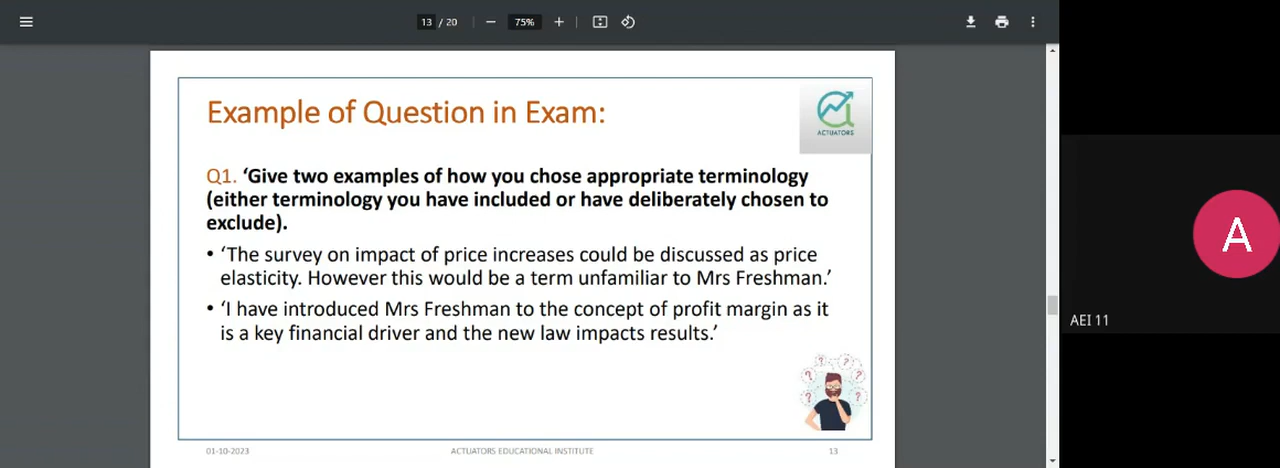 13 / 20
75%
Example of Question in Exam:
ACTUATORS
Q1. ‘Give two examples of how you chose appropriate terminology
(either terminology you have included or have deliberately chosen to
exclude).
• ‘The survey on impact of price increases could be discussed as price
elasticity. However this would be a term unfamiliar to Mrs Freshman.’
• ‘I have introduced Mrs Freshman to the concept of profit margin as it
is a key financial driver and the new law impacts results.’
? ? ? ? ? ?
01-10-2023 ACTUATORS EDUCATIONAL INSTITUTE 13
A
AEI 11